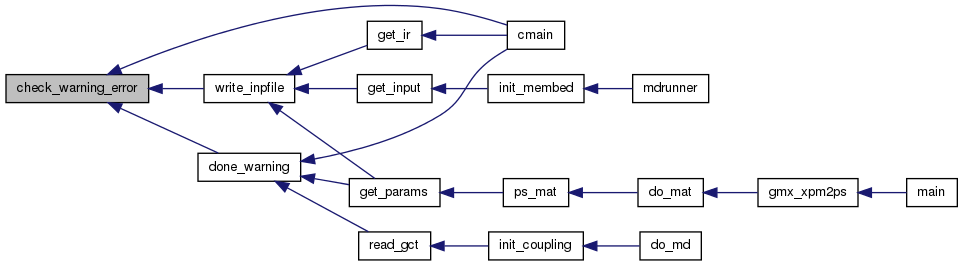 get_ir
cmain
check_warning_error
write_inpfile
get_input
init_membed
mdrunner
done_warning
get_params
ps_mat
do_mat
gmx_xpm2ps
main
read_gct
init_coupling
do_md